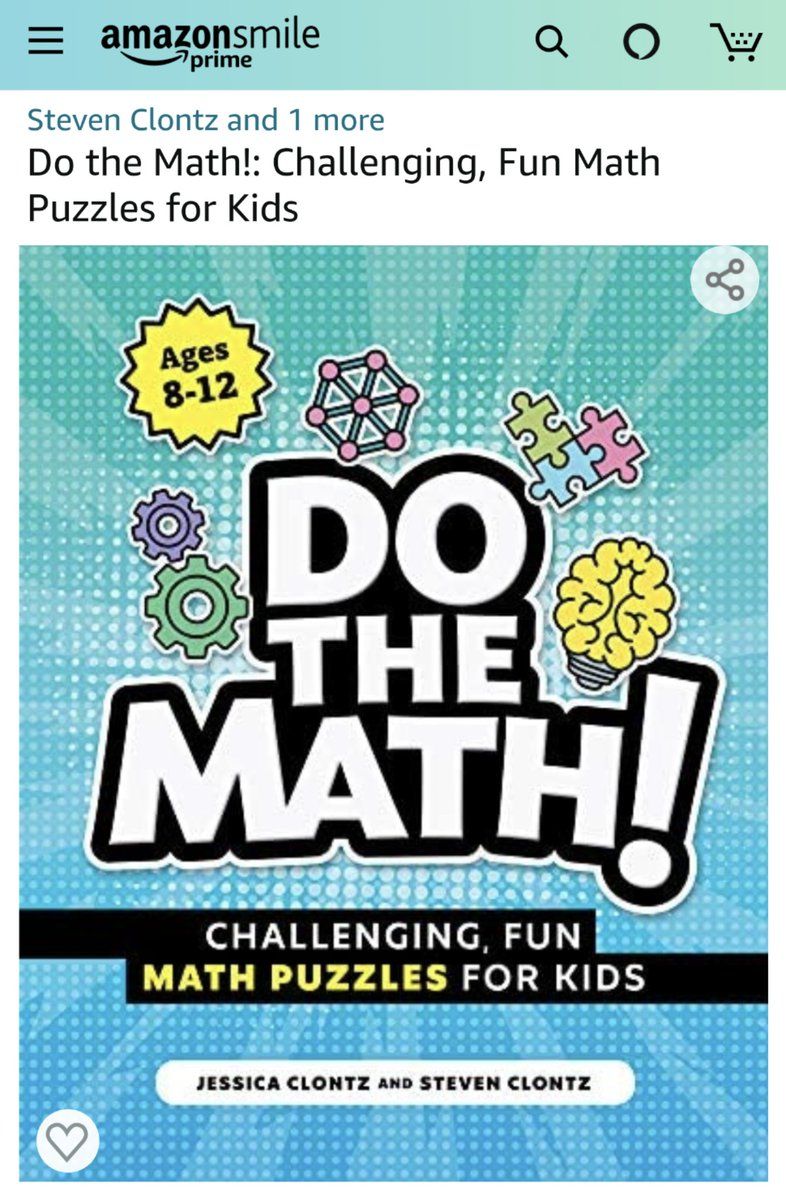 amazonsmile
prime
Steven Clontz and 1 more
Do the Math!: Challenging, Fun Math
Puzzles for Kids
Ages
8-12
DO
THE
MATH!
CHALLENGING, FUN
MATH PUZZLES FOR KIDS
JESSICA CLONTZ AND STEVEN CLONTZ